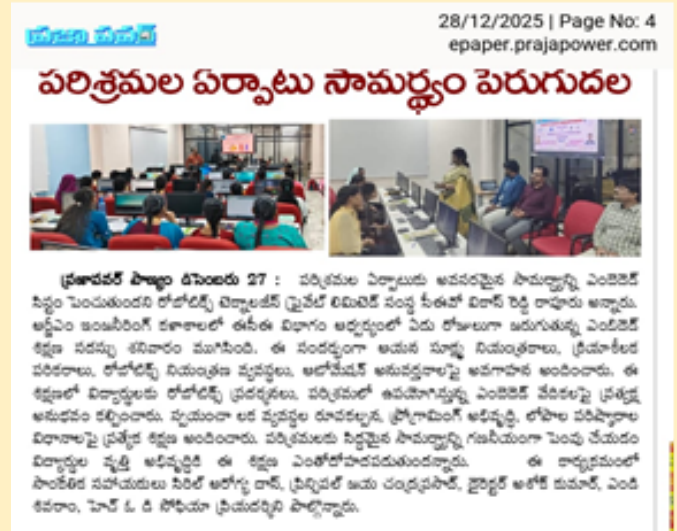 ప్రజా పవర్
28/12/2025 | Page No: 4
epaper.prajapower.com
పరిశ్రమల ఏర్పాటు సామర్థ్యం పెరుగుదల
ప్రజాపవర్ పాణ్యం డిసెంబరు 27 : పరిశ్రమల ఏర్పాటుకు అవసరమైన సామర్థ్యాన్ని ఎంబెడెడ్
సిస్టం పెంచుతుందని రోబోటిక్స్ టెక్నాలజీస్ ప్రైవేట్ లిమిటెడ్ సంస్థ సీఈవో వికాస్ రెడ్డి రాపూరు అన్నారు.
ఆర్జీఎం ఇంజనీరింగ్ కళాశాలలో ఈసీఈ విభాగం ఆధ్వర్యంలో ఏడు రోజులుగా జరుగుతున్న ఎంబెడెడ్
శిక్షణ సదస్సు శనివారం ముగిసింది. ఈ సందర్భంగా ఆయన సూక్ష్మ నియంత్రికాలు, క్రియాశీలక
పరికరాలు, రోబోటిక్స్ నియంత్రణ వ్యవస్థలు, ఆటోమేషన్ అనువర్తనాలపై అవగాహన అందించారు. ఈ
శిక్షణలో విద్యార్థులకు రోబోటిక్స్ ప్రదర్శనలు, పరిశ్రమలో ఉపయోగిస్తున్న ఎంబెడెడ్ వేదికలపై ప్రత్యక్ష
అనుభవం కల్పించారు. స్వయంచా లక వ్యవస్థల రూపకల్పన, ప్రోగ్రామింగ్ అభివృద్ధి, లోపాల పరిష్కారాల
విధానాలపై ప్రత్యేక శిక్షణ అందించారు. పరిశ్రమలకు సిద్ధమైన సామర్థ్యాన్ని గణనీయంగా పెంపు చేయడం
విద్యార్థుల వృత్తి అభివృద్ధికి ఈ శిక్షణ ఎంతోదోహదపడుతుందన్నారు. ఈ కార్యక్రమంలో
సాంకేతిక సహాయకులు సిరిల్ ఆరోగ్య దాస్, ప్రిన్సిపల్ జయ చంద్రప్రసాద్, డైరెక్టర్ అశోక్ కుమార్, ఎండి
శివరాం, హెచ్ ఓ డి సోఫియా ప్రియదర్శిని పాల్గొన్నారు.